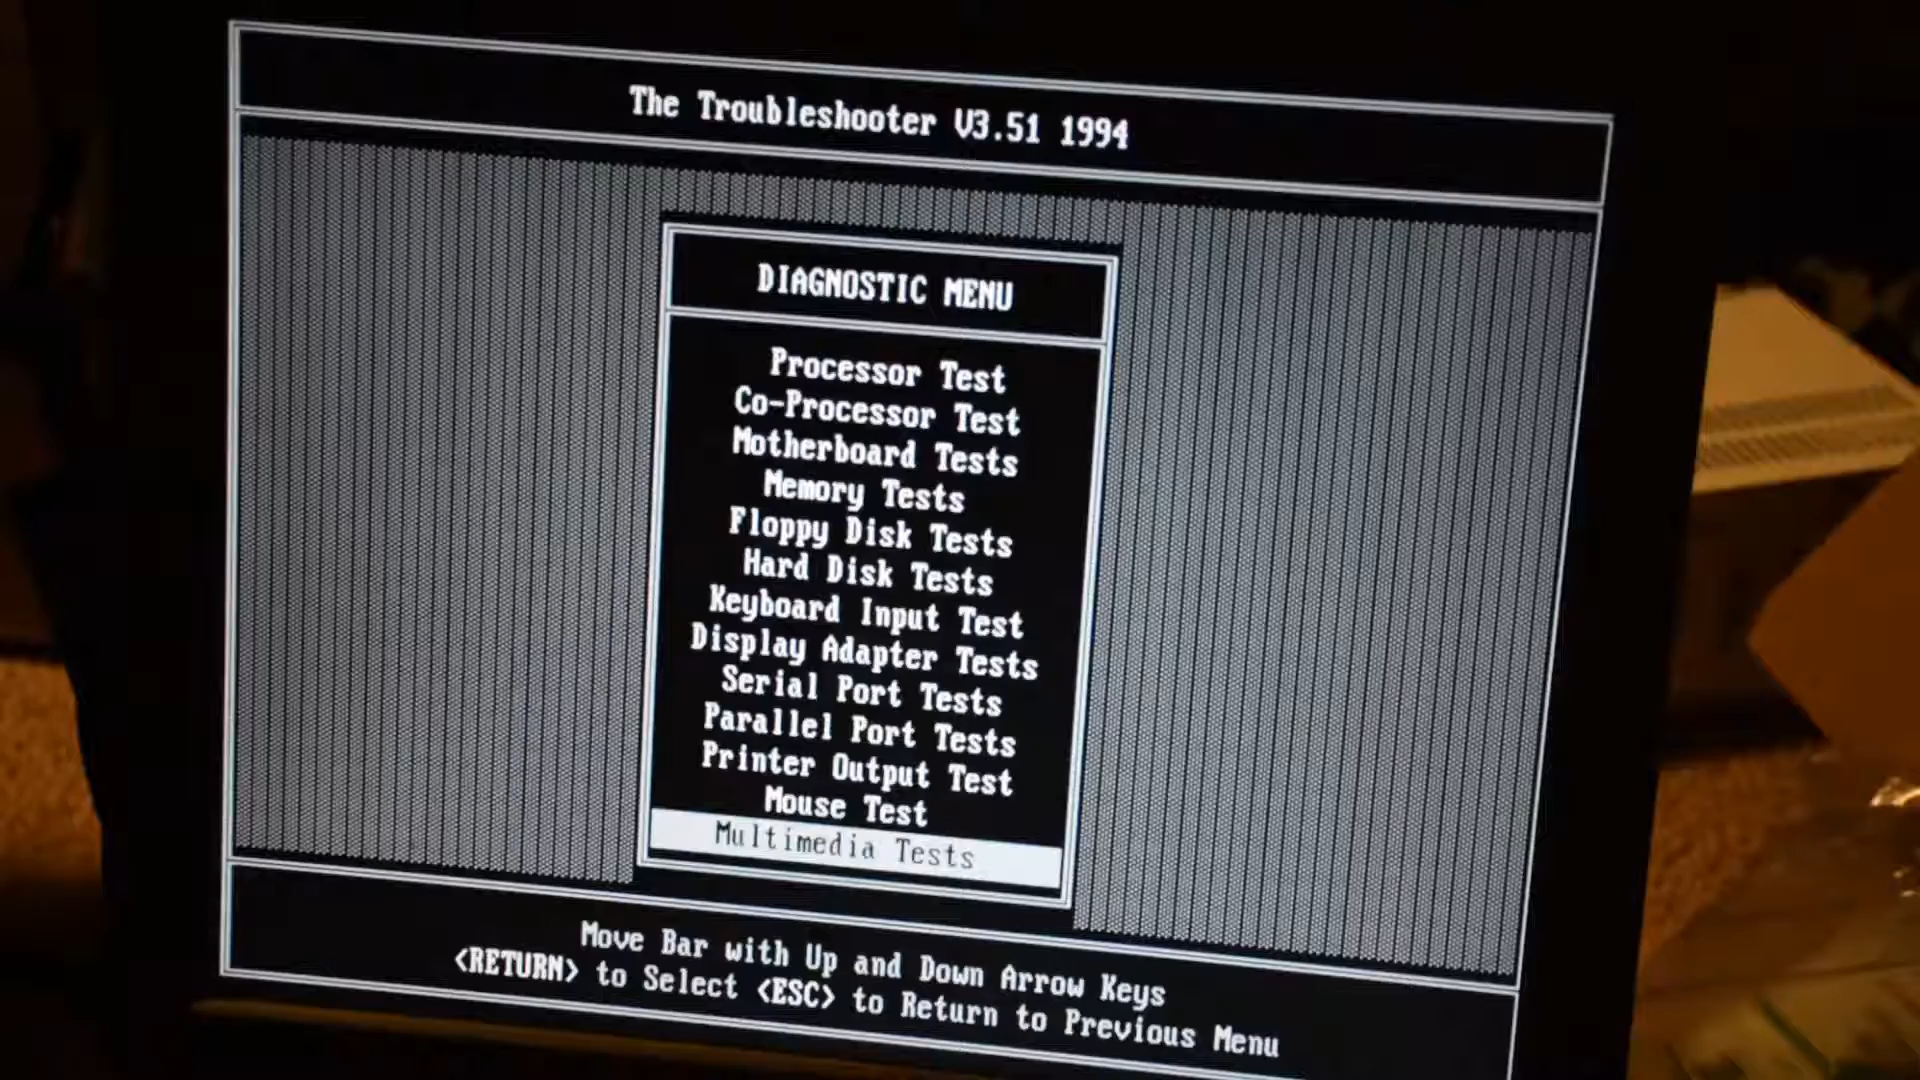 The Troubleshooter V3.51 1994
DIAGNOSTIC MENU
Processor Test
Co-Processor Test
Motherboard Tests
Memory Tests
Floppy Disk Tests
Hard Disk Tests
Keyboard Input Test
Display Adapter Tests
Serial Port Tests
Parallel Port Tests
Printer Output Test
Mouse Test
Multimedia Tests
Move Bar with Up and Down Arrow Keys
<RETURN> to Select <ESC> to Return to Previous Menu